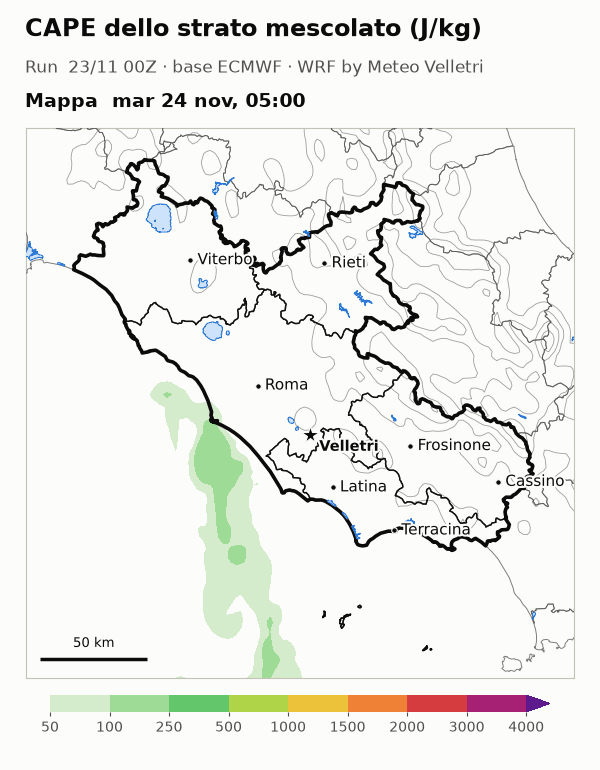 CAPE dello strato mescolato (J/kg)
Run  23/11 00Z · base ECMWF · WRF by Meteo Velletri
Mappa  mar 24 nov, 05:00
Viterbo
Rieti
Roma
Velletri
Frosinone
Cassino
Latina
Terracina
50 km
50 100 250 500 1000 1500 2000 3000 4000